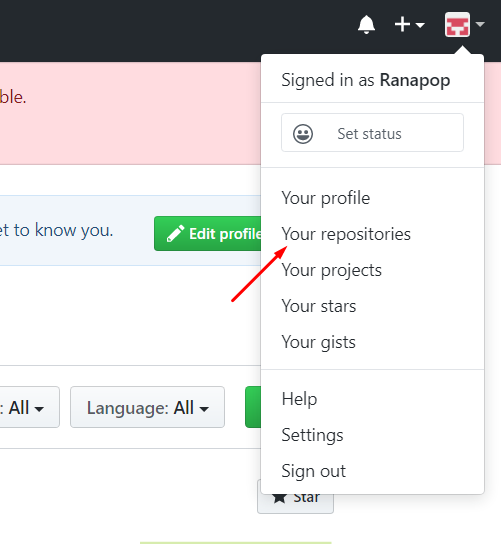 Signed in as Ranapop
ble.
Set status
Your profile
et to know you.
Edit profile
Your repositories
Your projects
Your stars
Your gists
: All
Language: All
Help
Settings
Sign out
Star